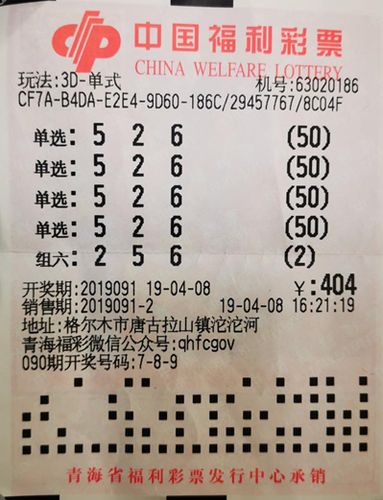 中国福利彩票
CHINA WELFARE LOTTERY
玩法:3D-单式 机号:63020186
CF7A-B4DA-E2E4-9D60-186C/29457767/8C04F
单选: 5 2 6 (50)
单选: 5 2 6 (50)
单选: 5 2 6 (50)
单选: 5 2 6 (50)
组六: 2 5 6 (2)
开奖期:2019091 19-04-08 ￥:404
销售期:2019091-2 19-04-08 16:21:19
地址:格尔木市唐古拉山镇沱沱河
青海福彩微信公众号:qhfcgov
090期开奖号码:7-8-9
青海省福利彩票发行中心承销